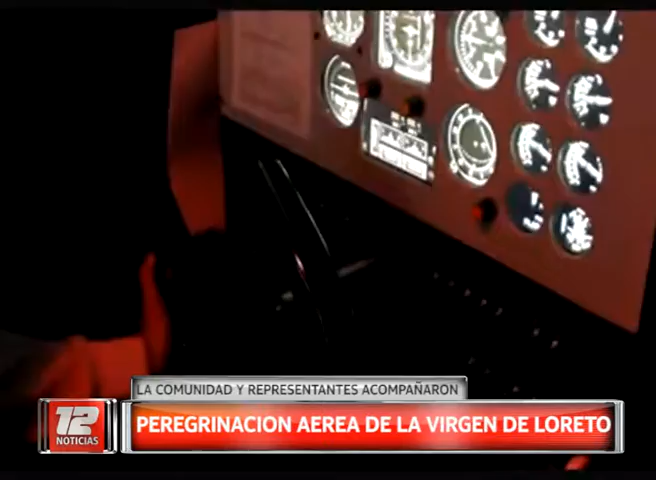 LA COMUNIDAD Y REPRESENTANTES ACOMPAÑARON
12
NOTICIAS
PEREGRINACION AEREA DE LA VIRGEN DE LORETO